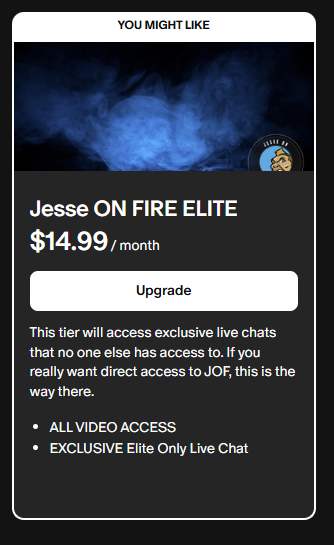 YOU MIGHT LIKE
JESSE ON
Jesse ON FIRE ELITE
$14.99 / month
Upgrade
This tier will access exclusive live chats
that no one else has access to. If you
really want direct access to JOF, this is the
way there.
• ALL VIDEO ACCESS
• EXCLUSIVE Elite Only Live Chat